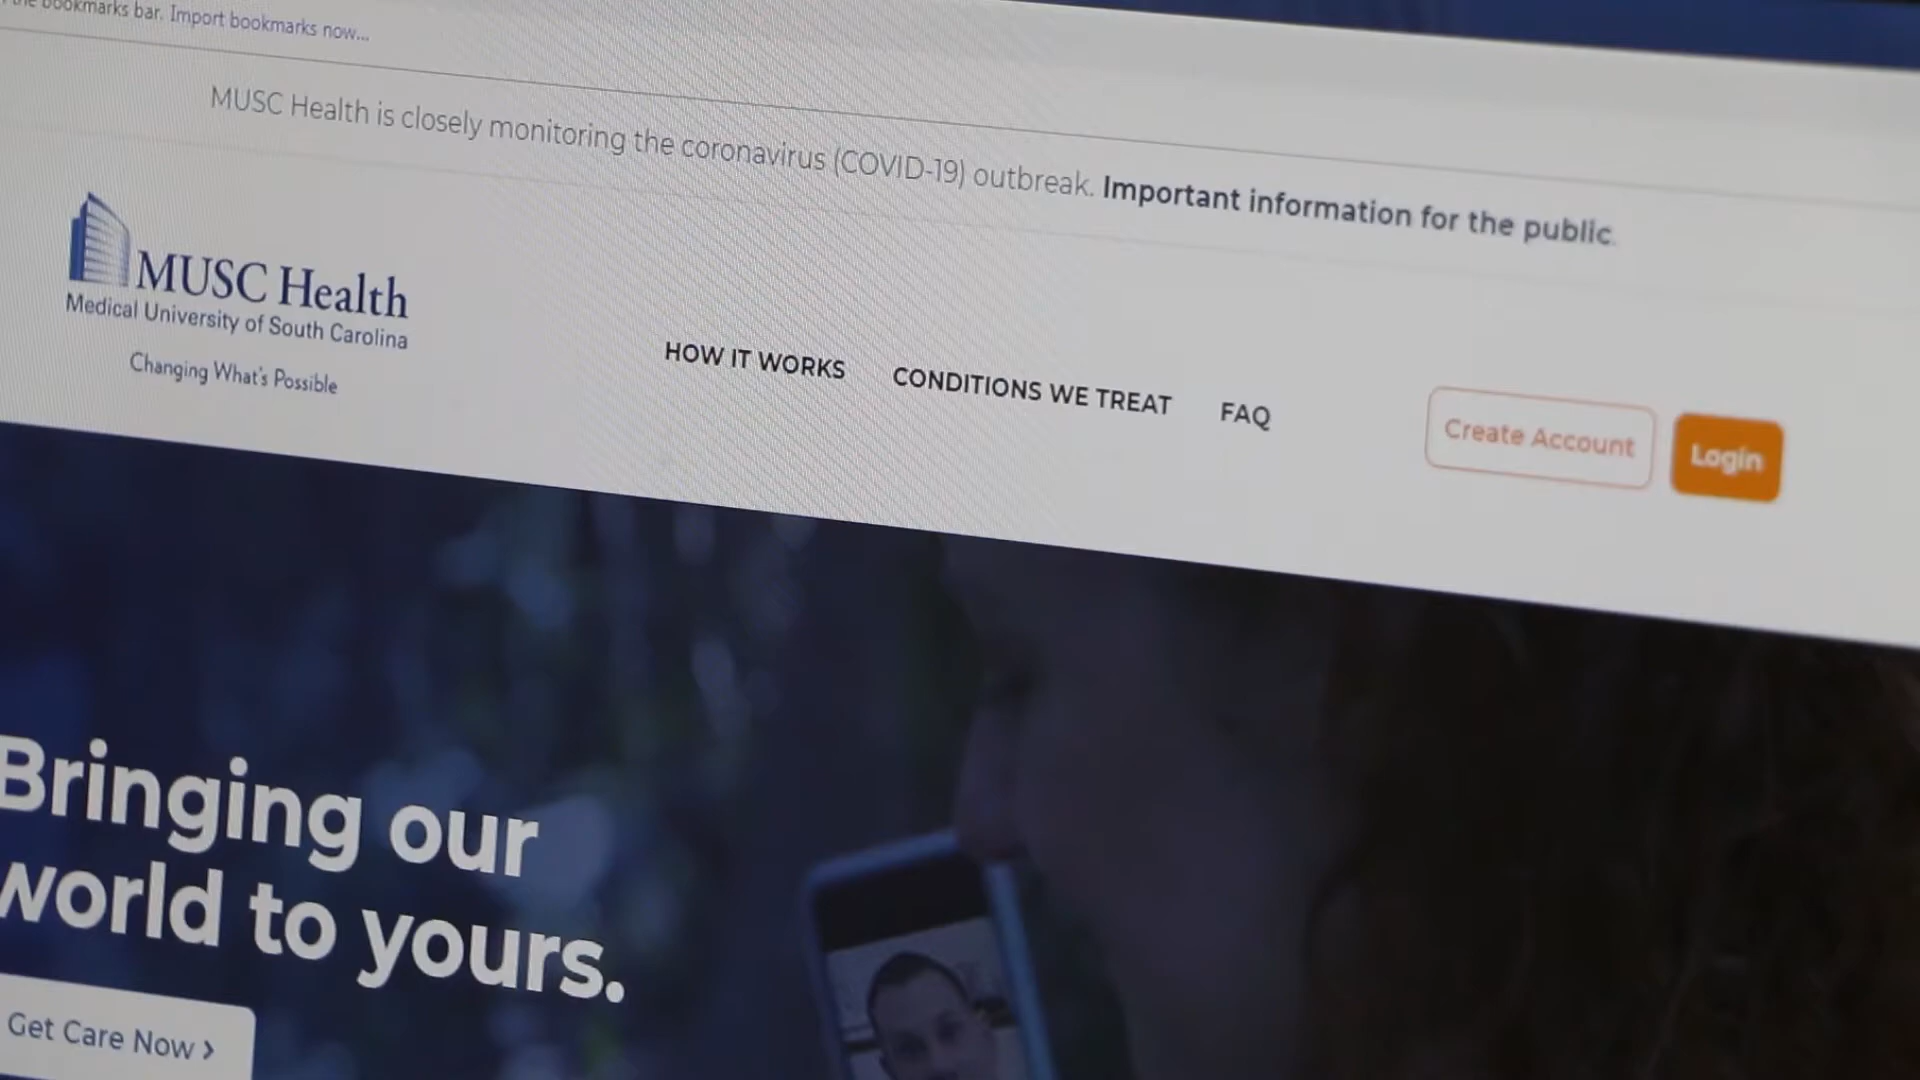 the bookmarks bar. Import bookmarks now...
MUSC Health is closely monitoring the coronavirus (COVID-19) outbreak. Important information for the public.
MUSC Health
Medical University of South Carolina
Changing What's Possible
HOW IT WORKS
CONDITIONS WE TREAT
FAQ
Create Account
Login
Bringing our
world to yours.
Get Care Now >